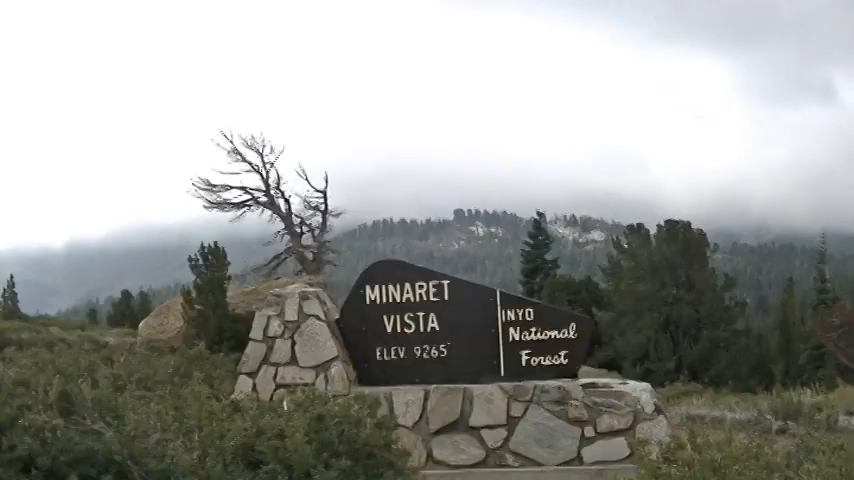 MINARET
VISTA
ELEV. 9265'
INYO
National
Forest